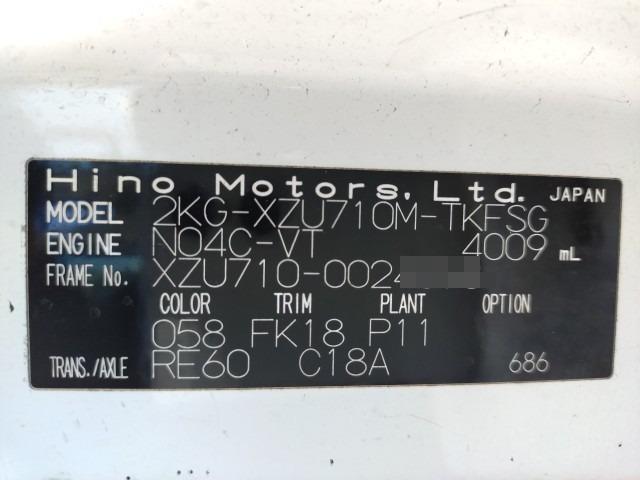 Hino Motors, Ltd. JAPAN
MODEL 2KG-XZU710M-TKFSG
ENGINE N04C-VT 4009 mL
FRAME No. XZU710-002
COLOR TRIM PLANT OPTION
058 FK18 P11
TRANS./AXLE RE60 C18A 686